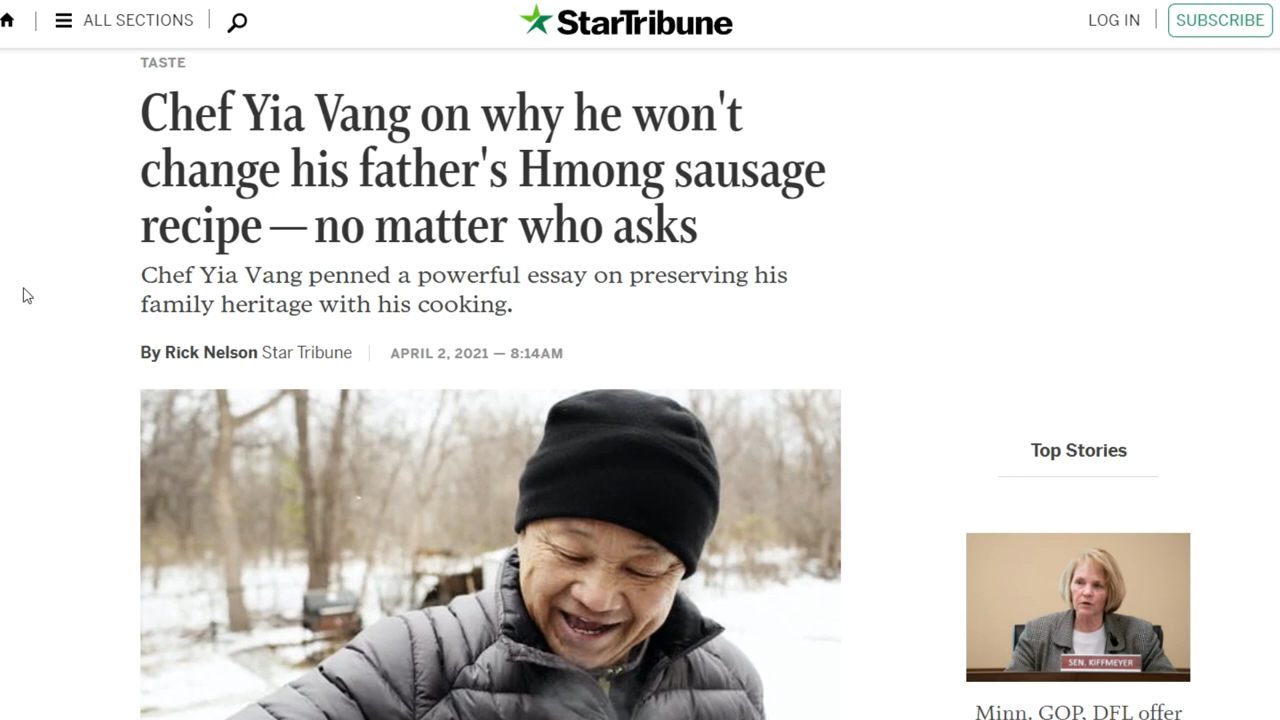 ALL SECTIONS
StarTribune
LOG IN
SUBSCRIBE
TASTE
Chef Yia Vang on why he won't
change his father's Hmong sausage
recipe — no matter who asks
Chef Yia Vang penned a powerful essay on preserving his
family heritage with his cooking.
By Rick Nelson Star Tribune
APRIL 2, 2021 — 8:14AM
Top Stories
SEN. KIFFMEYER
Minn. GOP, DFL offer